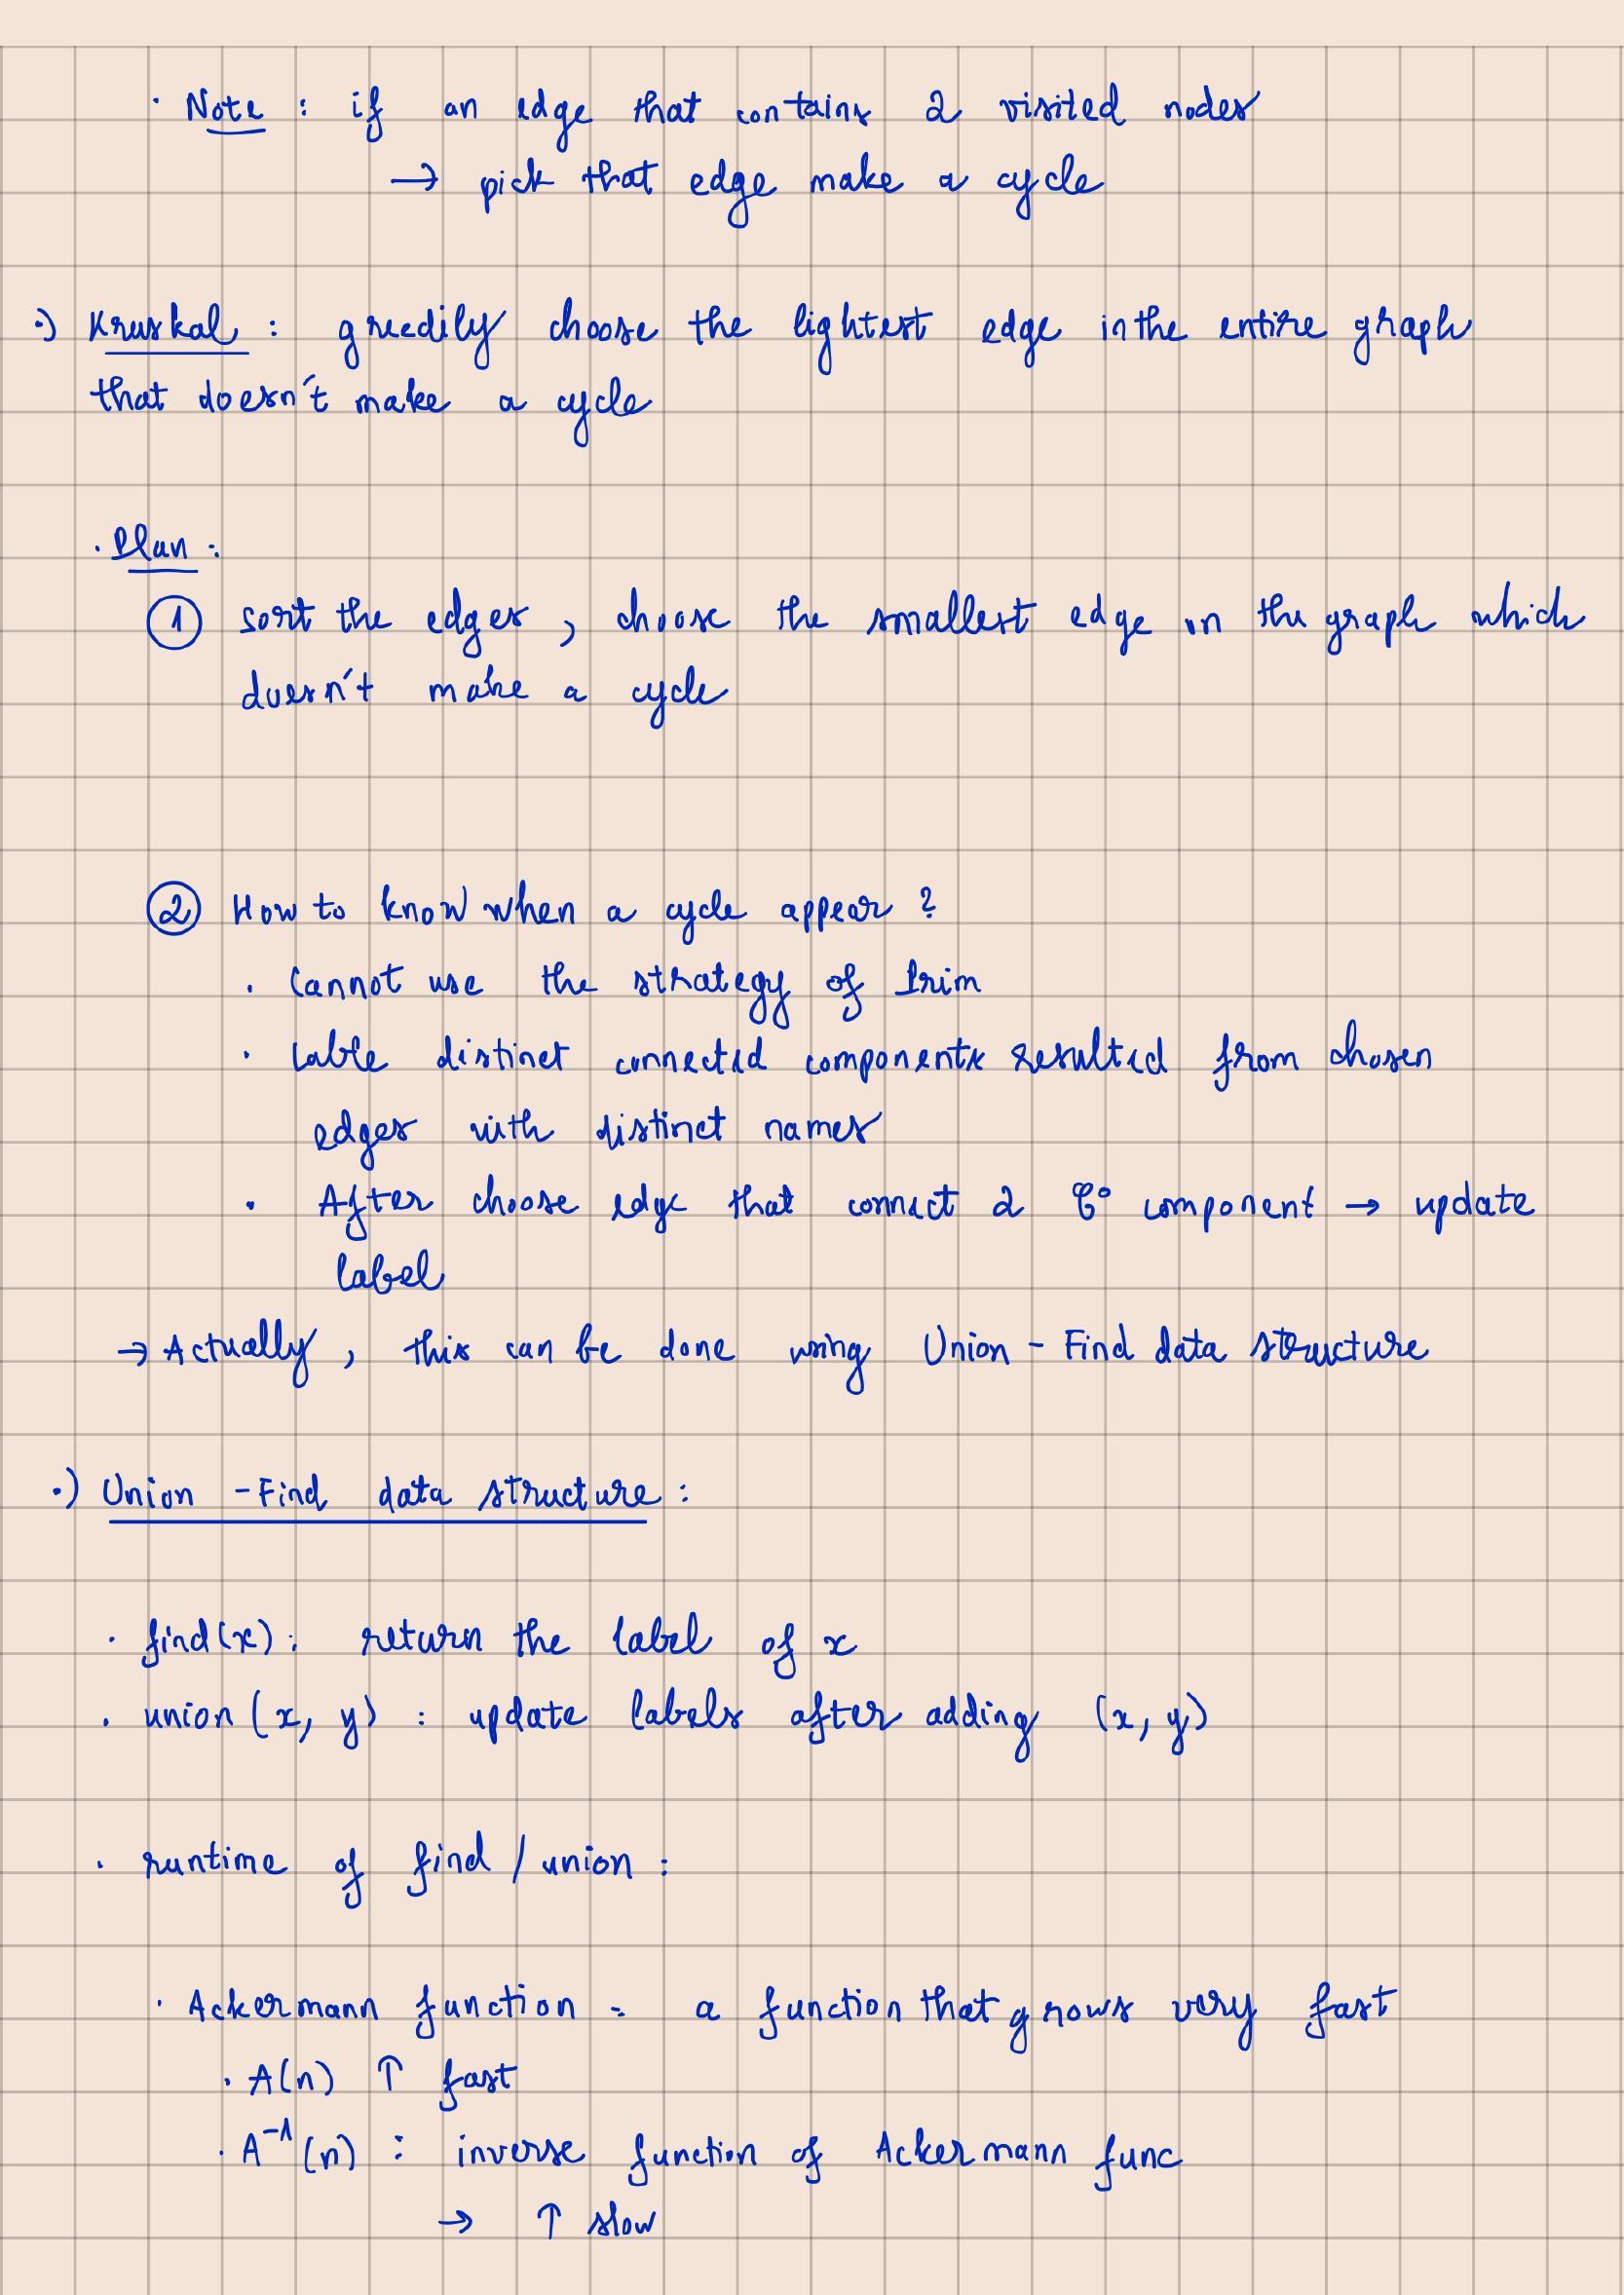 · Note : if an edge that contains 2 visited nodes
→ pick that edge make a cycle
·) Kruskal : greedily choose the lightest edge in the entire graph
that doesn't make a cycle
· Plan :
① sort the edges , choose the smallest edge in the graph which
doesn't make a cycle
② How to know when a cycle appear ?
· Cannot use the strategy of Prim
· Lable distinct connected components resulted from chosen
edges with distinct names
· After choose edge that connect 2 component → update
label
→ Actually , this can be done using Union - Find data structure
·) Union - Find data structure :
· find(x) : return the label of x
· union (x, y) : update labels after adding (x, y)
· runtime of find / union :
· Ackermann function = a function that grows very fast
· A(n) ↑ fast
· A⁻¹(n) : inverse function of Ackermann func
→ ↑ slow